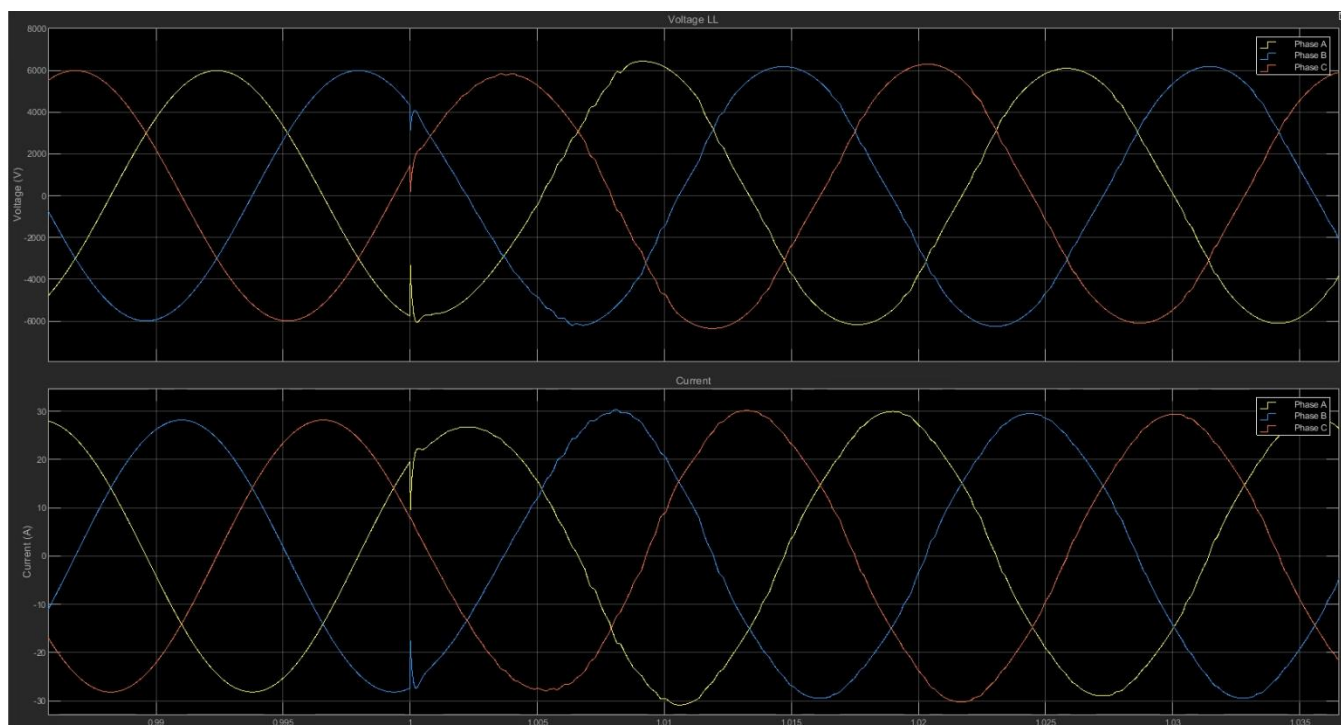 Voltage LL
8000
6000
4000
2000
0
-2000
-4000
-6000
Voltage (V)
Phase A
Phase B
Phase C
Current
30
20
10
0
-10
-20
-30
Current (A)
Phase A
Phase B
Phase C
0.99
0.995
1
1.005
1.01
1.015
1.02
1.025
1.03
1.035